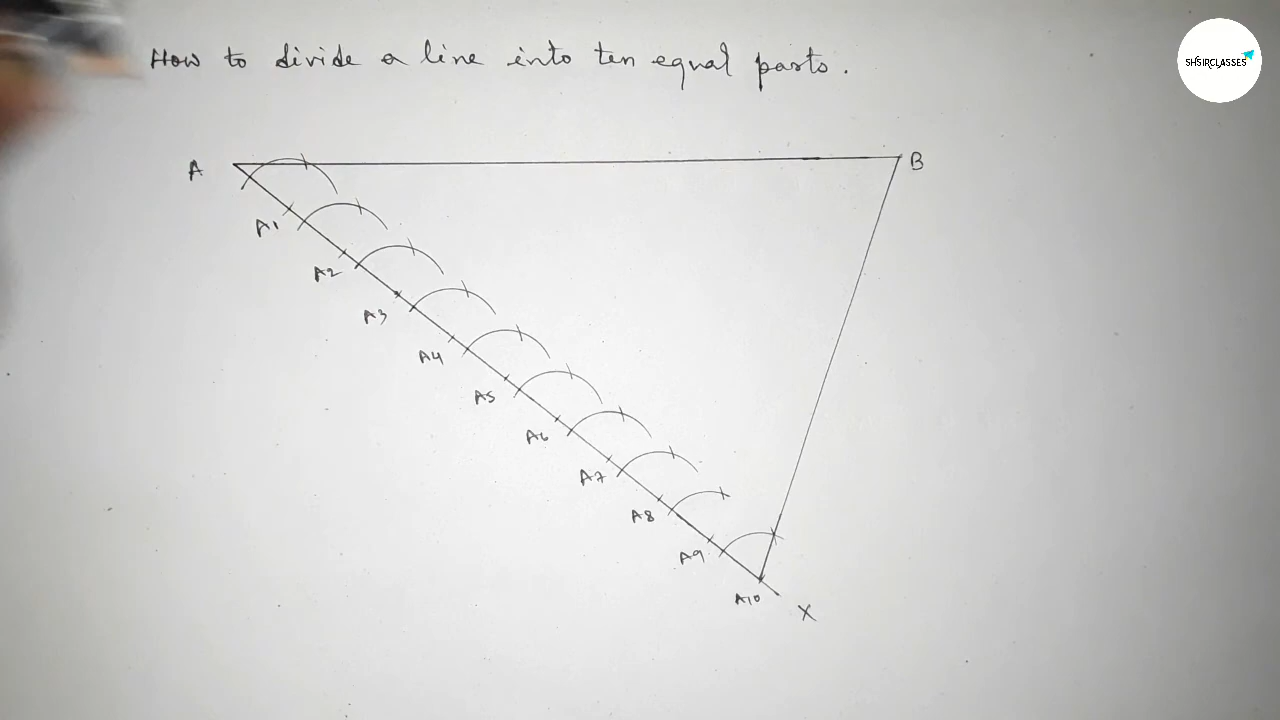 How to divide a line into ten equal parts.
SHSIRCLASSES
A
B
A1
A2
A3
A4
A5
A6
A7
A8
A9
A10
X